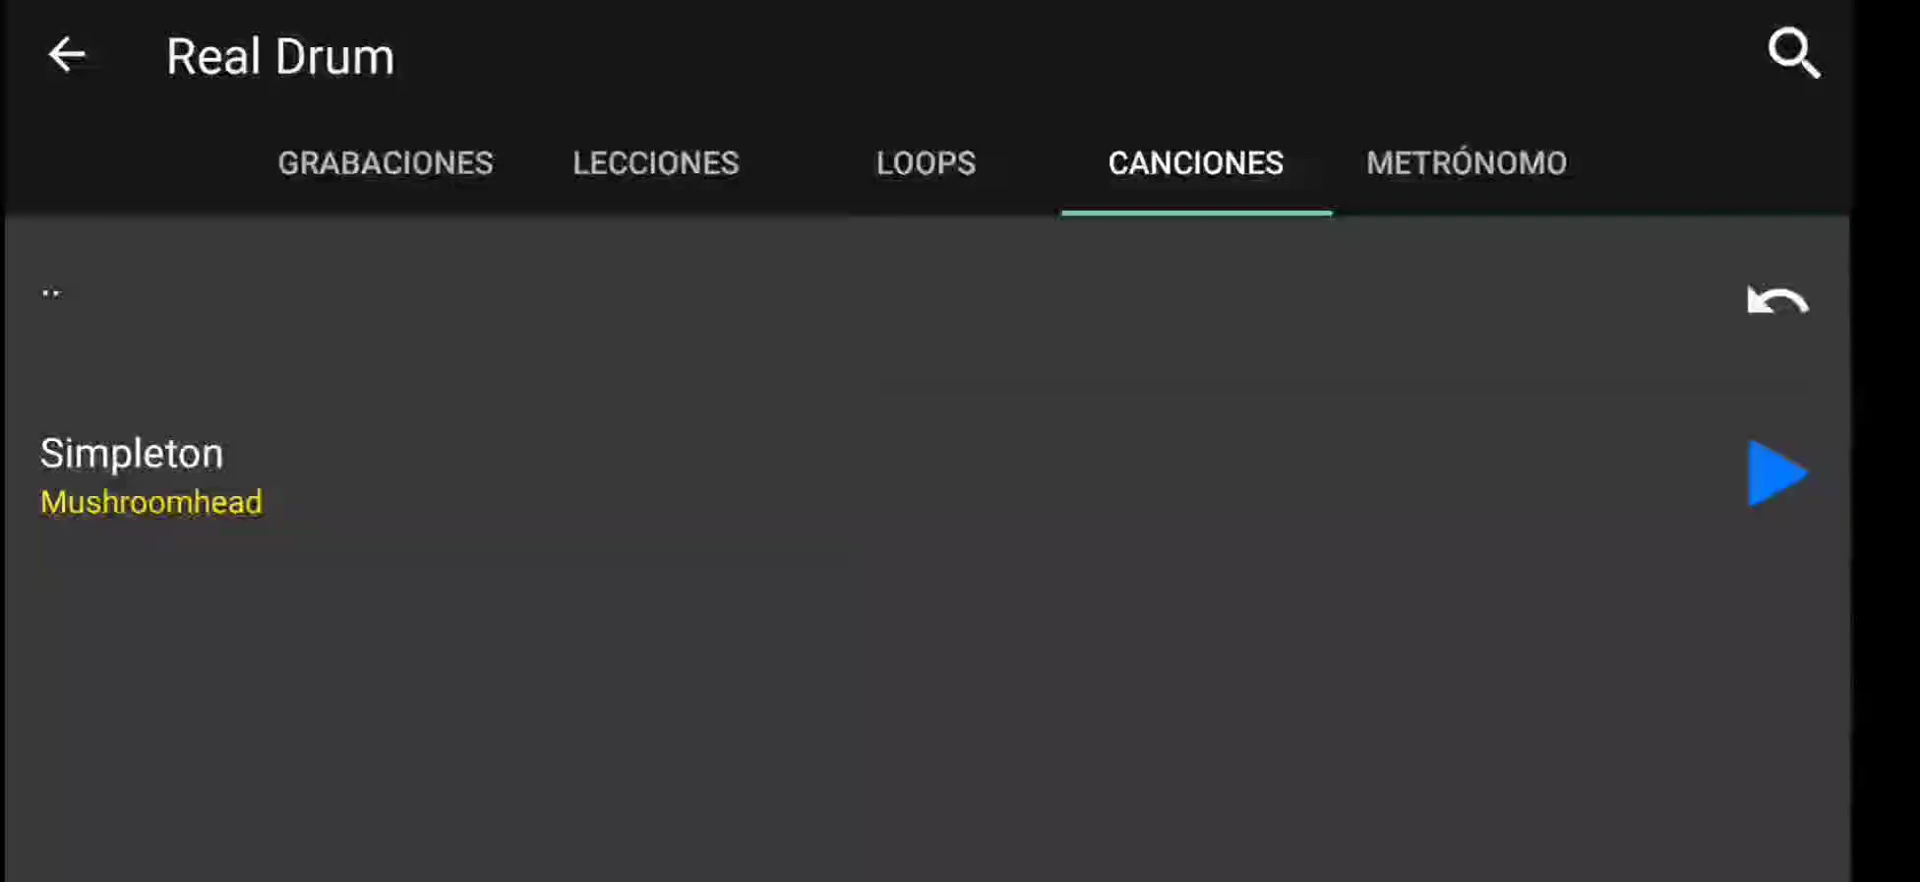 Real Drum
GRABACIONES LECCIONES LOOPS CANCIONES METRÓNOMO
..
Simpleton
Mushroomhead